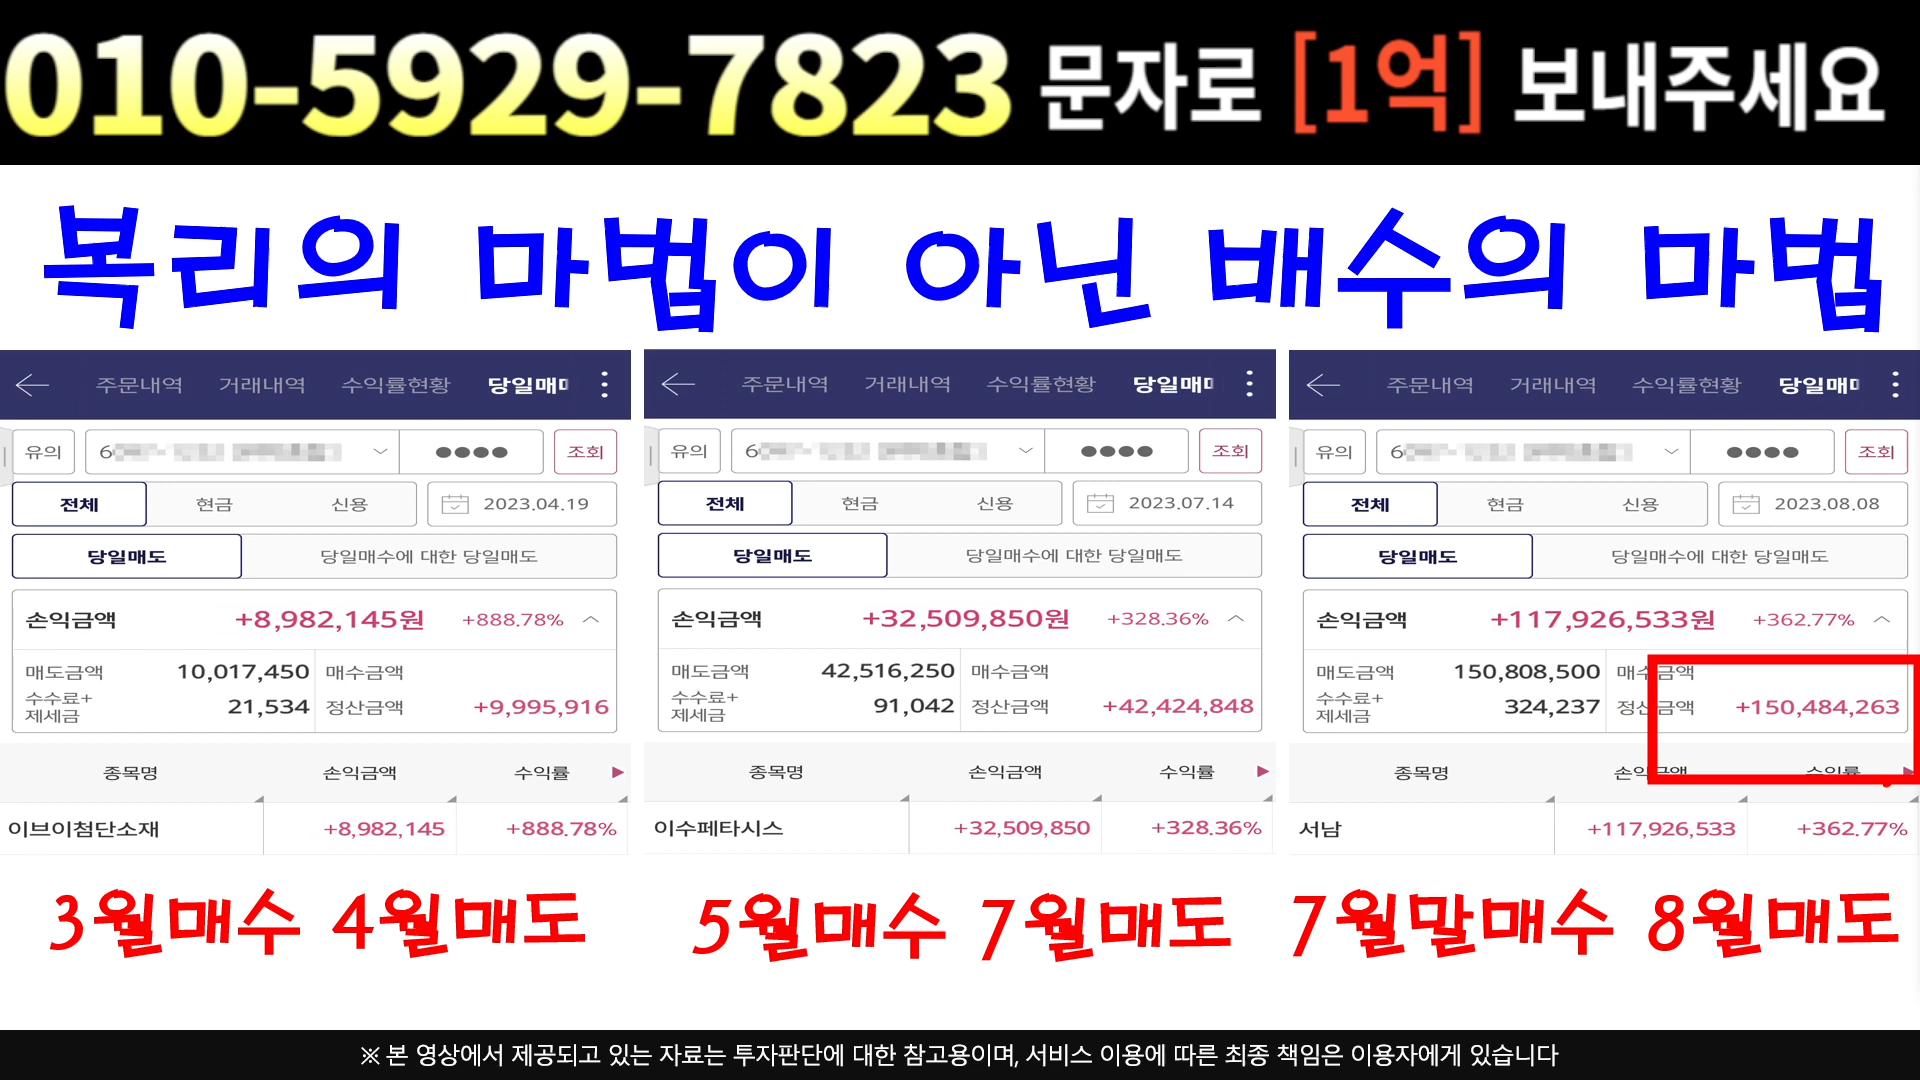 010-5929-7823 문자로 [1억] 보내주세요
복리의 마법이 아닌 배수의 마법
주문내역 거래내역 수익률현황 당일매
유의 6 ●●●● 조회
전체 현금 신용 2023.04.19
당일매도 당일매수에 대한 당일매도
손익금액 +8,982,145원 +888.78%
매도금액 10,017,450 매수금액
수수료+
제세금 21,534 정산금액 +9,995,916
종목명 손익금액 수익률
이브이첨단소재 +8,982,145 +888.78%
3월매수 4월매도
주문내역 거래내역 수익률현황 당일매
유의 6 ●●●● 조회
전체 현금 신용 2023.07.14
당일매도 당일매수에 대한 당일매도
손익금액 +32,509,850원 +328.36%
매도금액 42,516,250 매수금액
수수료+
제세금 91,042 정산금액 +42,424,848
종목명 손익금액 수익률
이수페타시스 +32,509,850 +328.36%
5월매수 7월매도
주문내역 거래내역 수익률현황 당일매
유의 6 ●●●● 조회
전체 현금 신용 2023.08.08
당일매도 당일매수에 대한 당일매도
손익금액 +117,926,533원 +362.77%
매도금액 150,808,500 매수금액
수수료+
제세금 324,237 정산금액 +150,484,263
종목명 손익금액 수익률
서남 +117,926,533 +362.77%
7월말매수 8월매도
※ 본 영상에서 제공되고 있는 자료는 투자판단에 대한 참고용이며, 서비스 이용에 따른 최종 책임은 이용자에게 있습니다